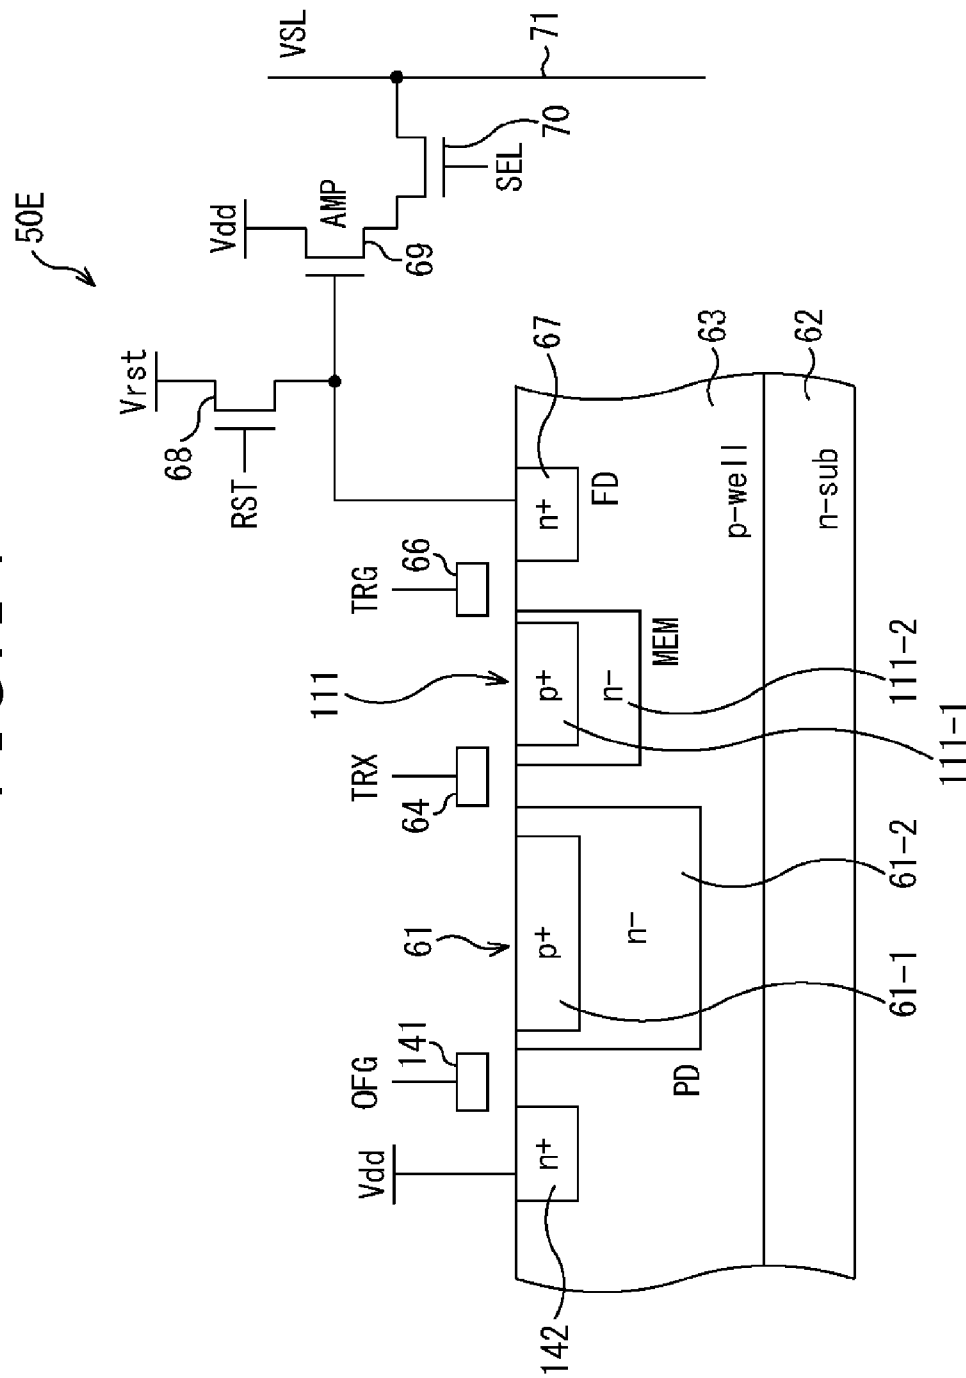 50E
Vrst
68
RST
Vdd
AMP
69
VSL
71
70
SEL
Vdd
OFG
141
61
TRX
64
111
TRG
66
67
n+
p+
n-
p+
n-
n+
FD
63
62
PD
MEM
p-well
n-sub
142
61-1
61-2
111-1
111-2